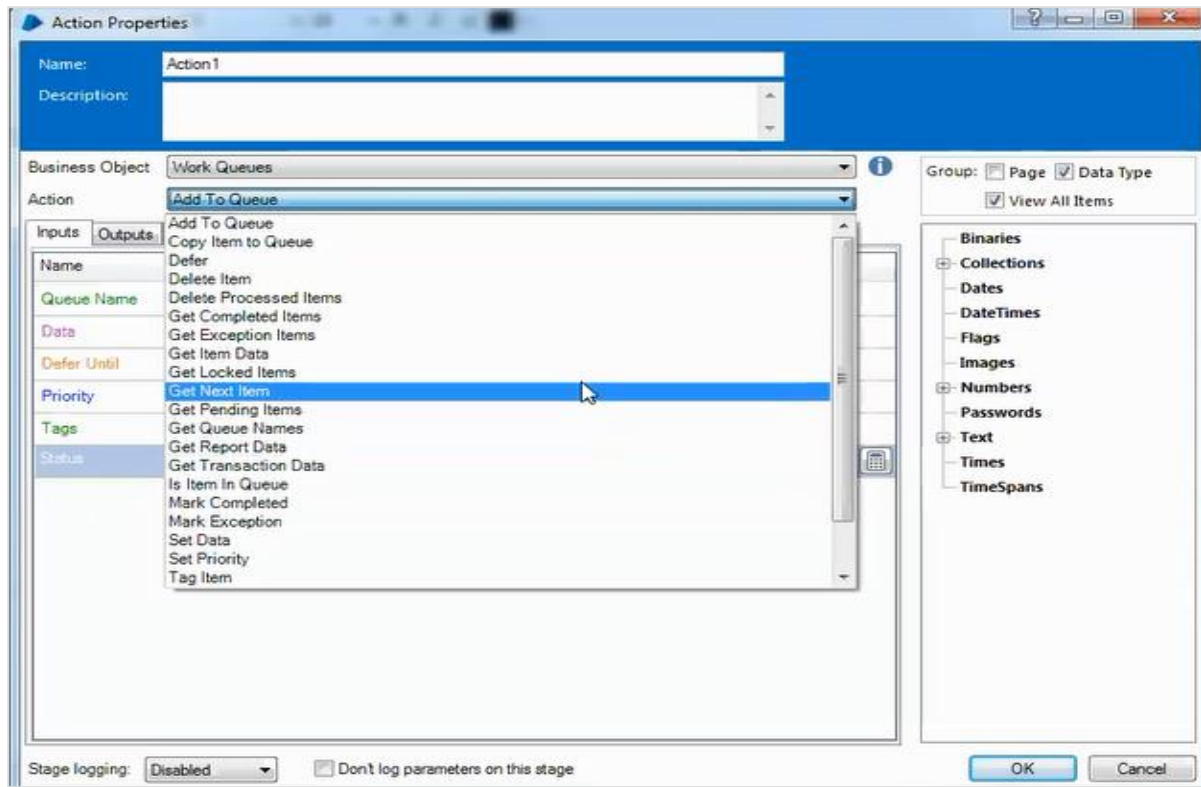 Action Properties
Name: Action1
Description:
Business Object Work Queues
Action Add To Queue
Group: Page Data Type
View All Items
Inputs Outputs
Name
Queue Name
Data
Defer Until
Priority
Tags
Status
Add To Queue
Copy Item to Queue
Defer
Delete Item
Delete Processed Items
Get Completed Items
Get Exception Items
Get Item Data
Get Locked Items
Get Next Item
Get Pending Items
Get Queue Names
Get Report Data
Get Transaction Data
Is Item In Queue
Mark Completed
Mark Exception
Set Data
Set Priority
Tag Item
Binaries
Collections
Dates
DateTimes
Flags
Images
Numbers
Passwords
Text
Times
TimeSpans
Stage logging: Disabled Don't log parameters on this stage
OK Cancel